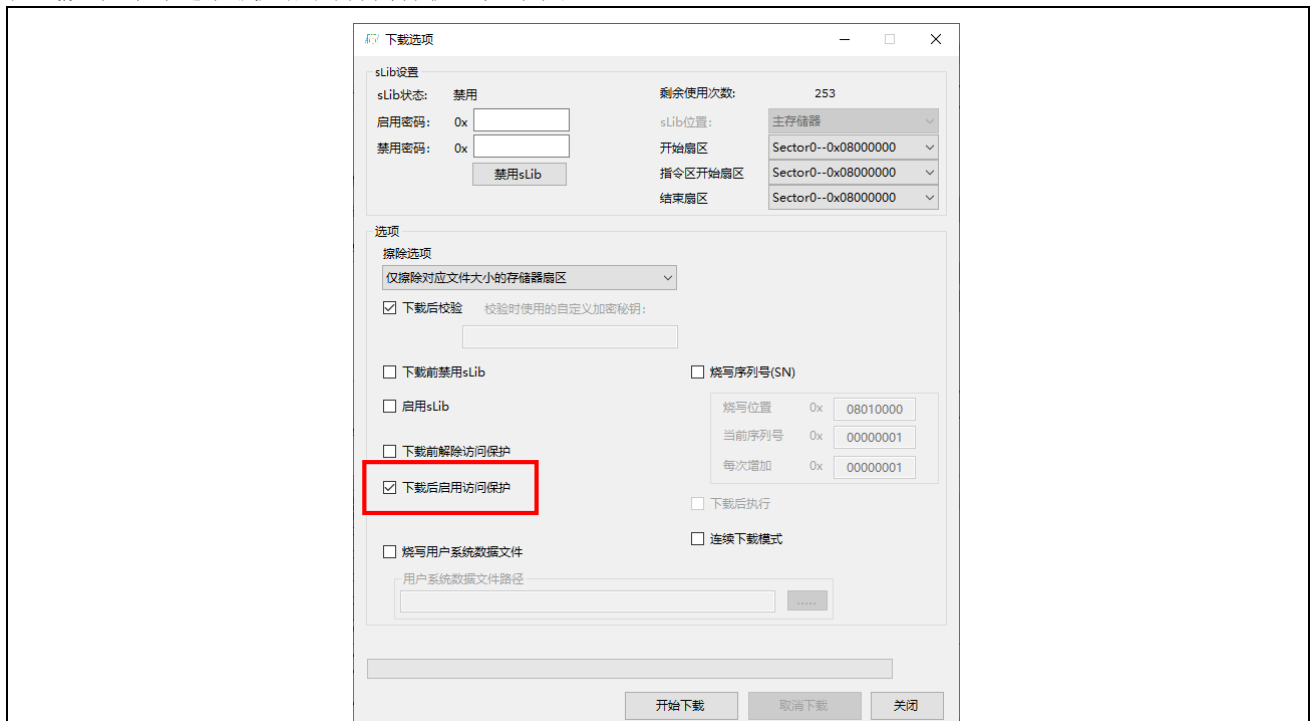 下载选项
sLib设置
sLib状态: 禁用
剩余使用次数: 253
启用密码: 0x
sLib位置: 主存储器
禁用密码: 0x
开始扇区 Sector0--0x08000000
禁用sLib
指令区开始扇区 Sector0--0x08000000
结束扇区 Sector0--0x08000000
选项
擦除选项
仅擦除对应文件大小的存储器扇区
下载后校验 校验时使用的自定义加密秘钥:
下载前禁用sLib
烧写序列号(SN)
启用sLib
烧写位置 0x 08010000
当前序列号 0x 00000001
下载前解除访问保护
每次增加 0x 00000001
下载后启用访问保护
下载后执行
连续下载模式
烧写用户系统数据文件
用户系统数据文件路径
.....
开始下载 取消下载 关闭